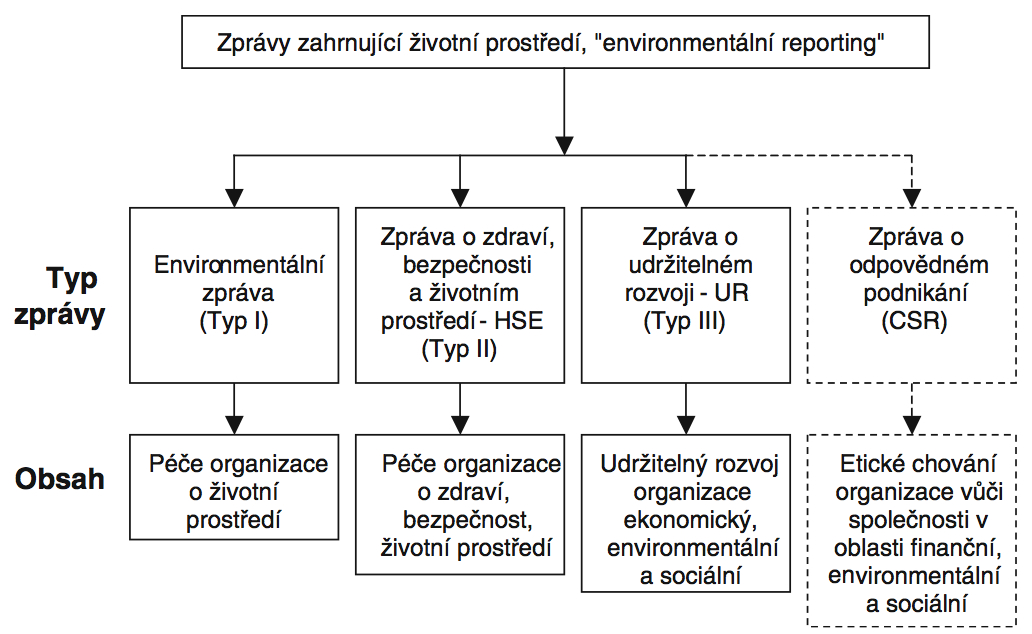 Zprávy zahrnující životní prostředí, "environmentální reporting"
Typ
zprávy
Environmentální
zpráva
(Typ I)
Zpráva o zdraví,
bezpečnosti
a životním
prostředí - HSE
(Typ II)
Zpráva o
udržitelném
rozvoji - UR
(Typ III)
Zpráva o
odpovědném
podnikání
(CSR)
Obsah
Péče organizace
o životní
prostředí
Péče organizace
o zdraví,
bezpečnost,
životní prostředí
Udržitelný rozvoj
organizace
ekonomický,
environmentální
a sociální
Etické chování
organizace vůči
společnosti v
oblasti finanční,
environmentální
a sociální